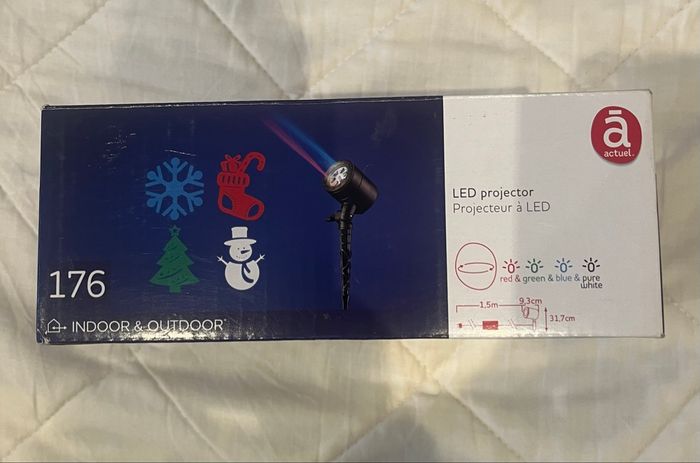 176
INDOOR & OUTDOOR
ā
actuel
LED projector
Projecteur à LED
red & green & blue & pure
white
1,5m
9,3cm
31,7cm